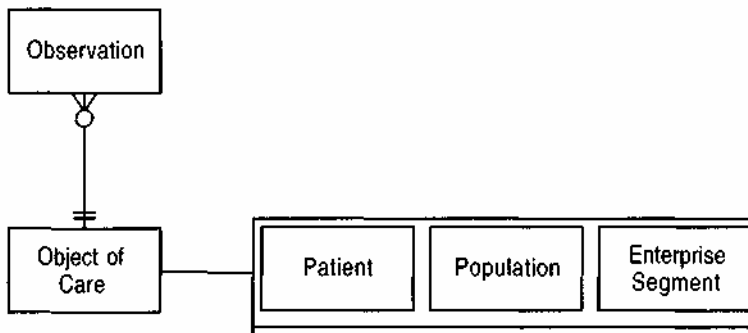 Observation
Object of
Care
Patient
Population
Enterprise
Segment